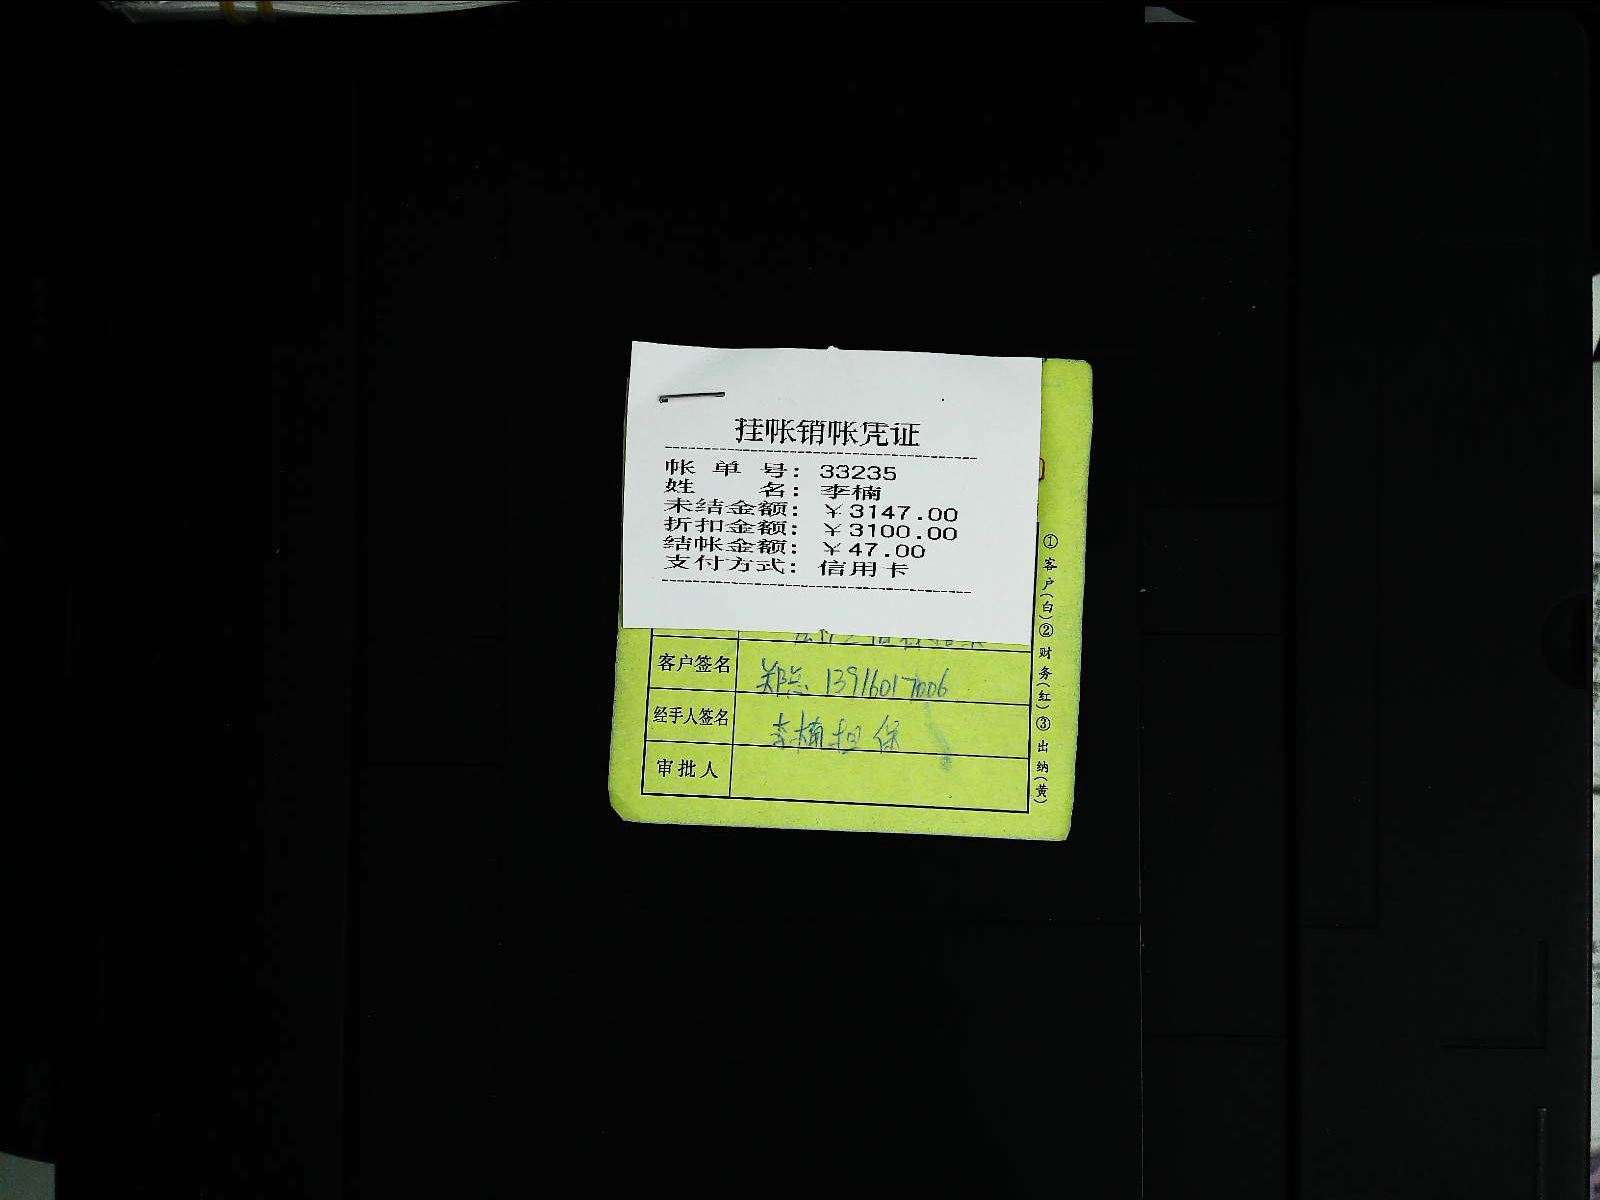 挂帐销帐凭证
帐单号：33235
姓名：李楠
未结金额：￥3147.00
折扣金额：￥3100.00
结帐金额：￥47.00
支付方式：信用卡
客户签名 郑总 13916017006
经手人签名 李楠担保
审批人
①客户(白)②财务(红)③出纳(黄)